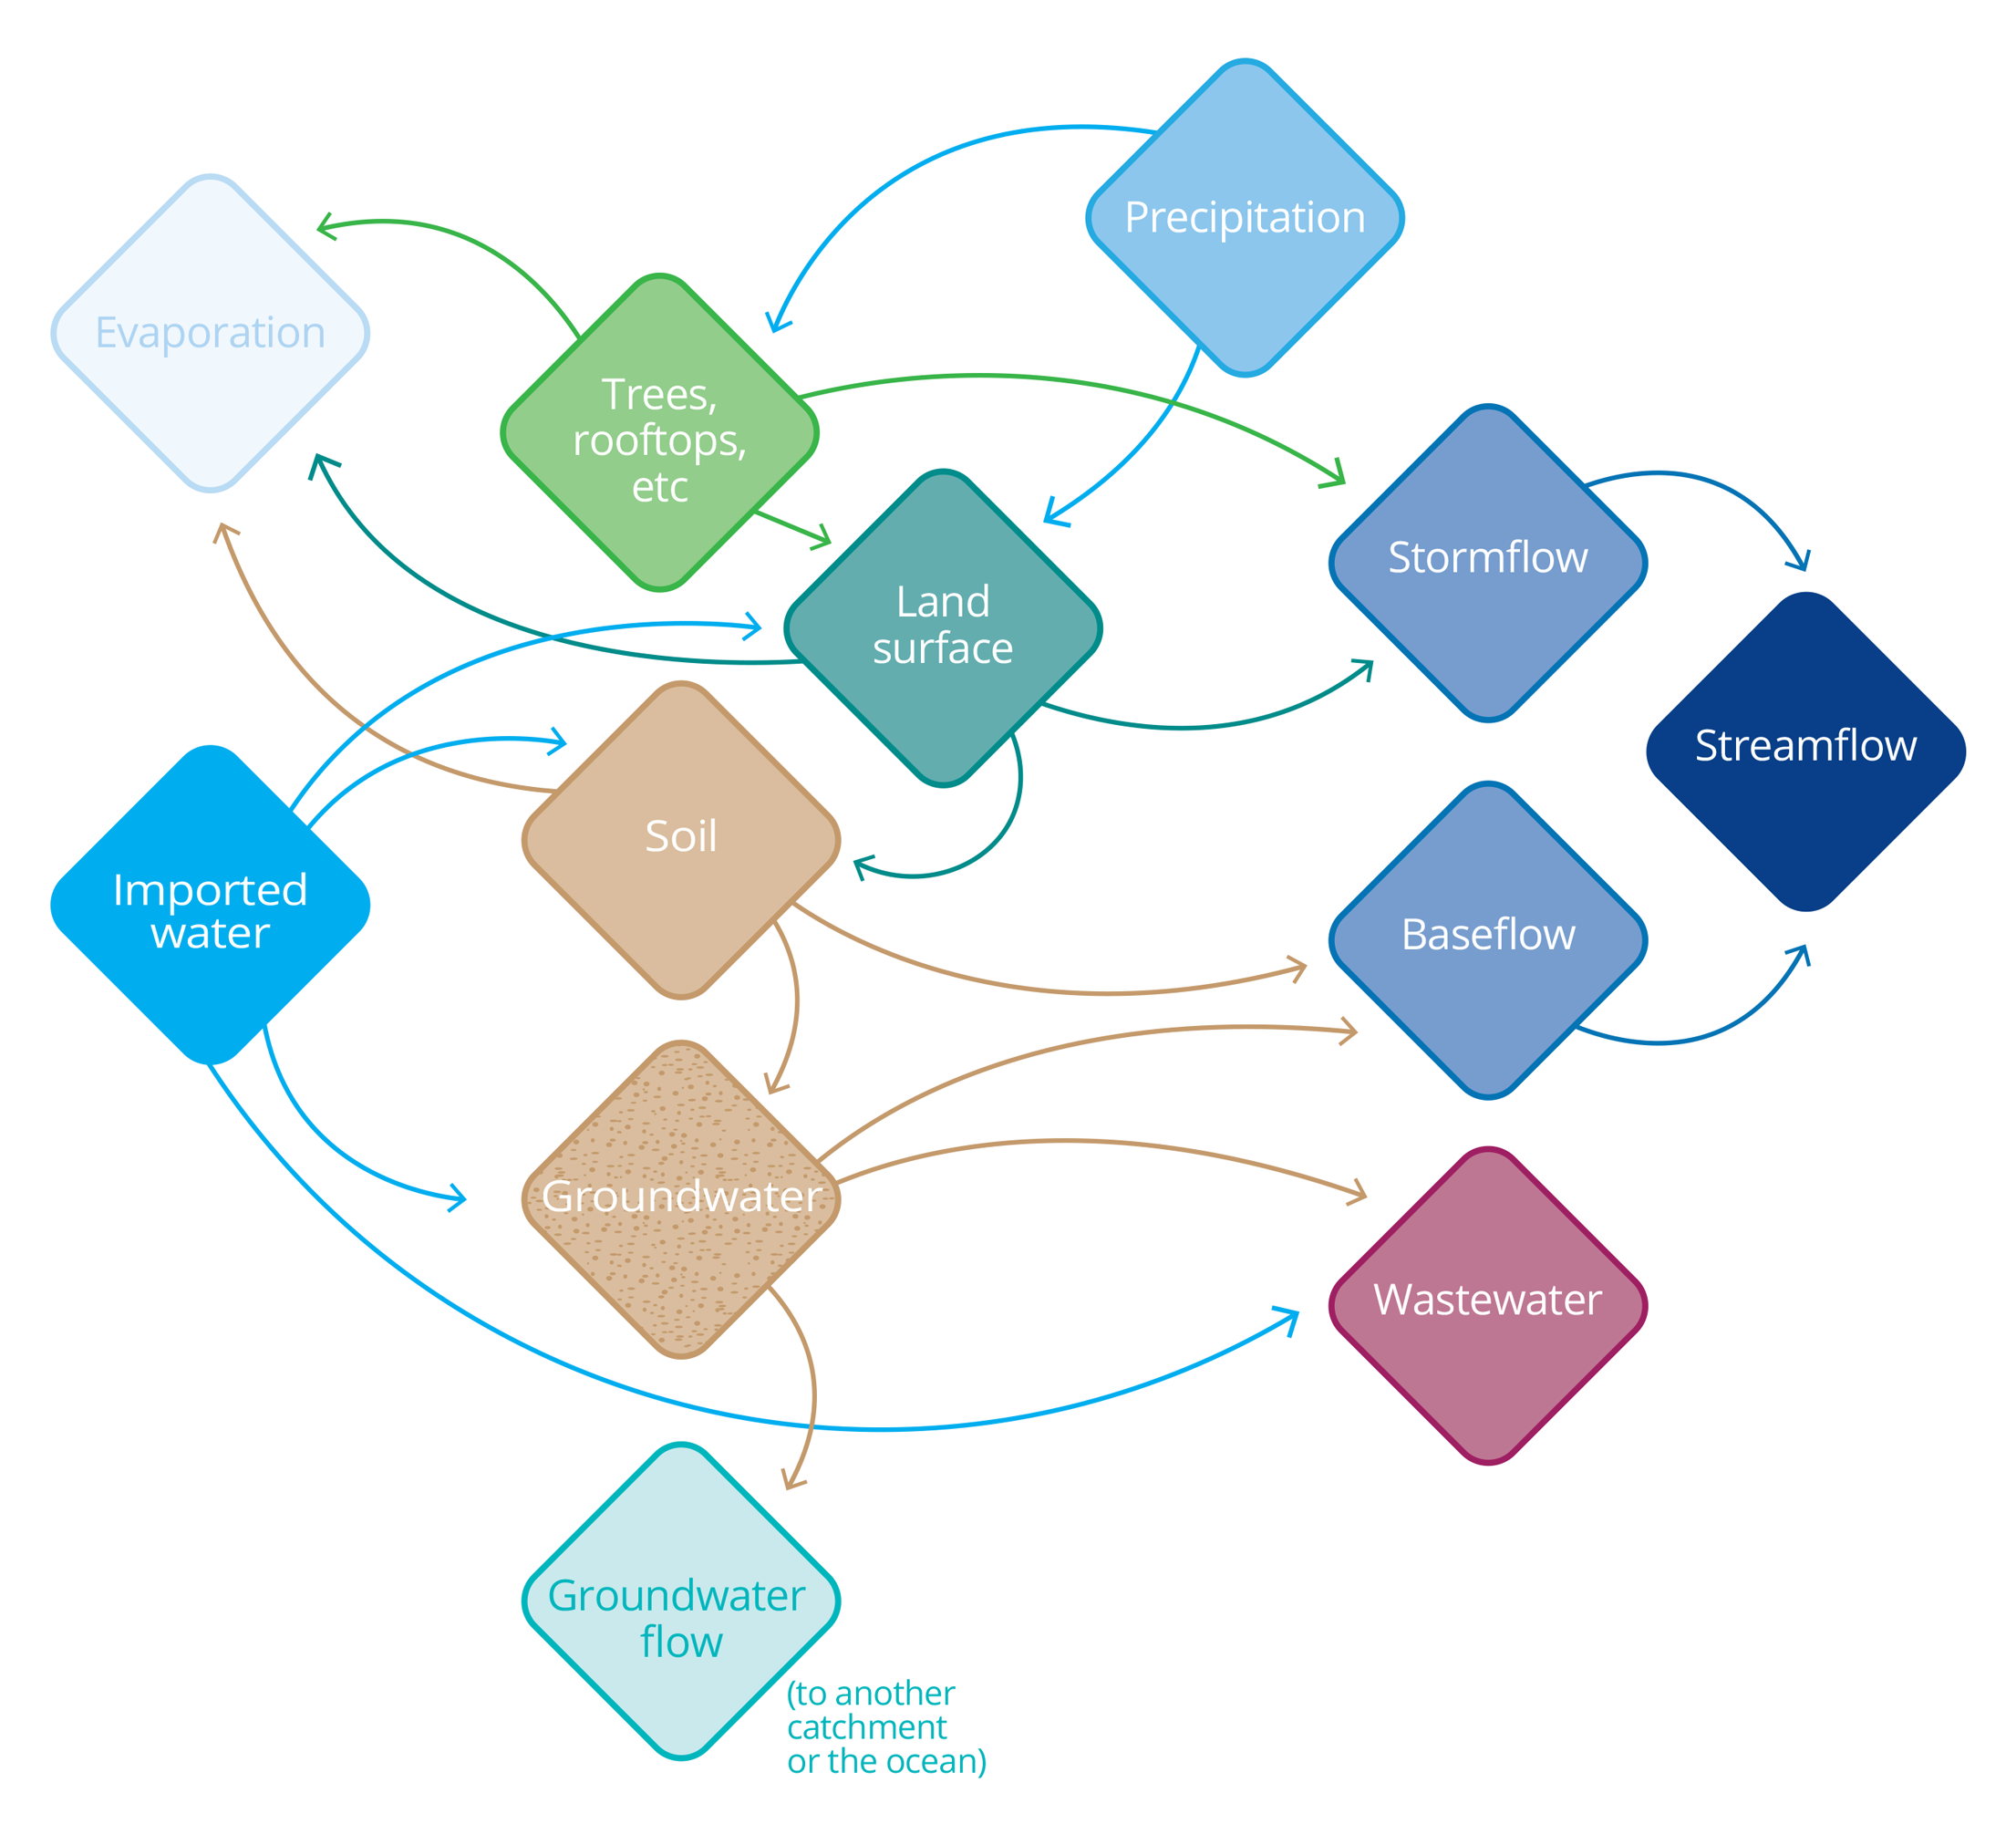 Precipitation
Evaporation
Trees,
rooftops,
etc
Stormflow
Land
surface
Streamflow
Soil
Imported
water
Baseflow
Groundwater
Wastewater
Groundwater
flow
(to another
catchment
or the ocean)